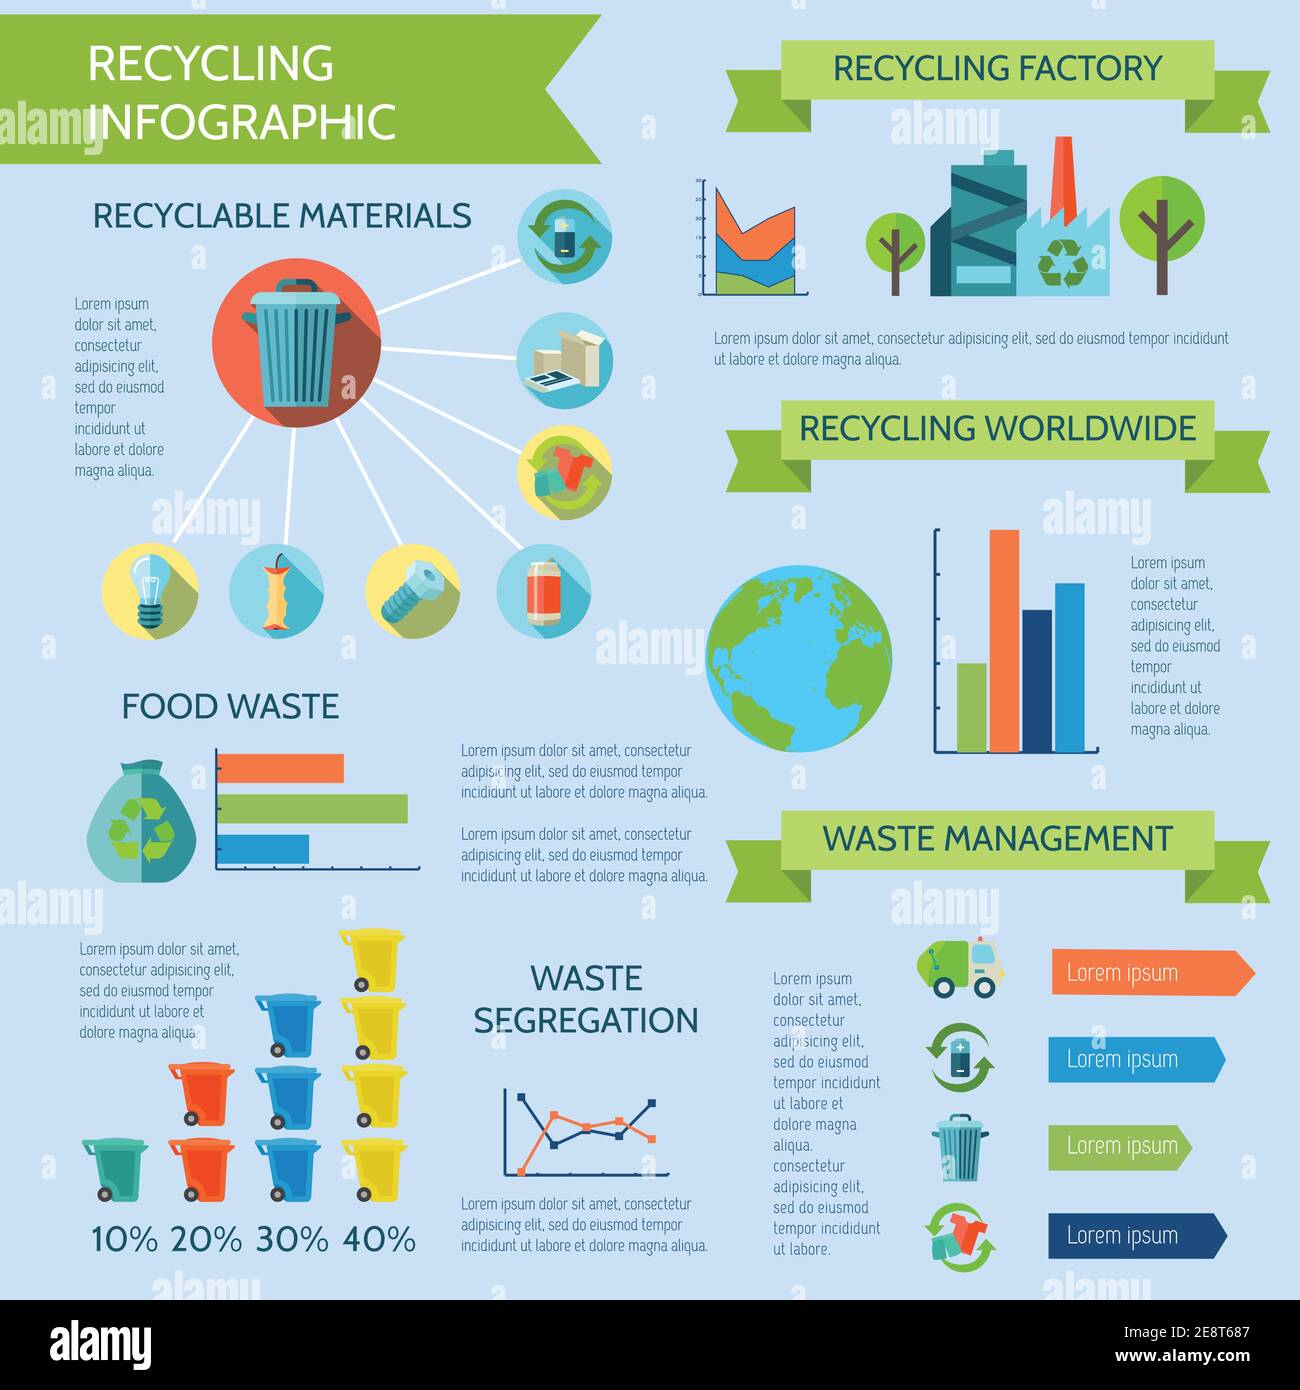 RECYCLING
INFOGRAPHIC
RECYCLABLE MATERIALS
Lorem ipsum
dolor sit amet,
consectetur
adipisicing elit,
sed do eiusmod
tempor
incididunt ut
labore et dolore
magna aliqua.
FOOD WASTE
Lorem ipsum dolor sit amet, consectetur
adipisicing elit, sed do eiusmod tempor
incididunt ut labore et dolore magna aliqua.
Lorem ipsum dolor sit amet, consectetur
adipisicing elit, sed do eiusmod tempor
incididunt ut labore et dolore magna aliqua.
Lorem ipsum dolor sit amet,
consectetur adipisicing elit,
sed do eiusmod tempor
incididunt ut labore et
dolore magna aliqua.
10% 20% 30% 40%
WASTE
SEGREGATION
Lorem ipsum dolor sit amet, consectetur
adipisicing elit, sed do eiusmod tempor
incididunt ut labore et dolore magna aliqua.
RECYCLING FACTORY
30
25
20
15
10
5
0
Lorem ipsum dolor sit amet, consectetur adipisicing elit, sed do eiusmod tempor incididunt
ut labore et dolore magna aliqua.
RECYCLING WORLDWIDE
Lorem ipsum
dolor sit amet,
consectetur
adipisicing elit,
sed do eiusmod
tempor
incididunt ut
labore et dolore
magna aliqua.
WASTE MANAGEMENT
Lorem ipsum
dolor sit amet,
consectetur
adipisicing elit,
sed do eiusmod
tempor incididunt
ut labore et
dolore magna
aliqua.
consectetur
adipisicing elit,
sed do eiusmod
tempor incididunt
ut labore.
Lorem ipsum
Lorem ipsum
Lorem ipsum
Lorem ipsum
alamy
Image ID: 2E8T687
www.alamy.com